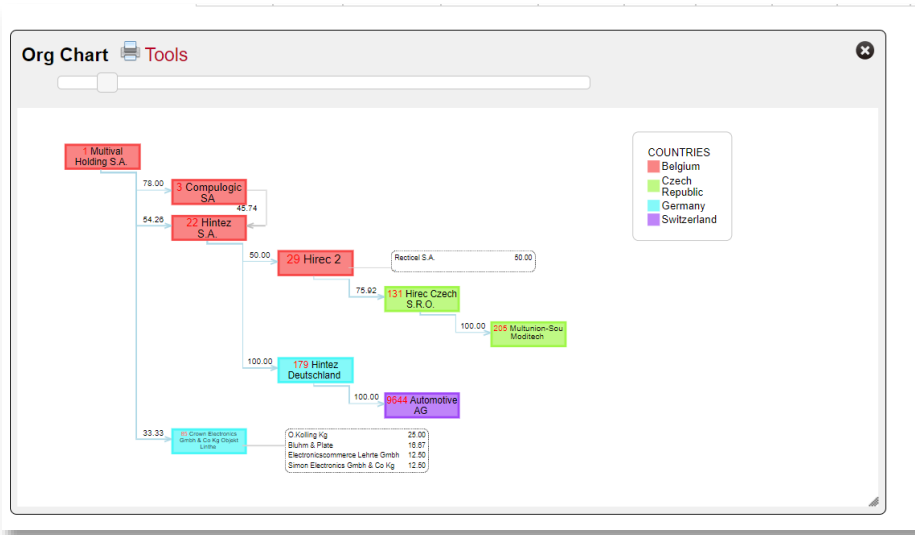 Org Chart Tools
1 Multival
Holding S.A.
COUNTRIES
Belgium
Czech
Republic
Germany
Switzerland
78.00
3 Compulogic
SA
45.74
54.26
22 Hintez
S.A.
50.00
29 Hirec 2
Recticel S.A. 50.00
75.92
131 Hirec Czech
S.R.O.
100.00
205 Multunion-Sou
Moditech
100.00
179 Hintez
Deutschland
100.00
9644 Automotive
AG
33.33
Crown Electronics
Gmbh & Co Kg Objekt
Linthe
O.Kolling Kg 25.00
Bluhm & Plate 16.67
Electronicscommerce Lehrte Gmbh 12.50
Simon Electronics Gmbh & Co Kg 12.50